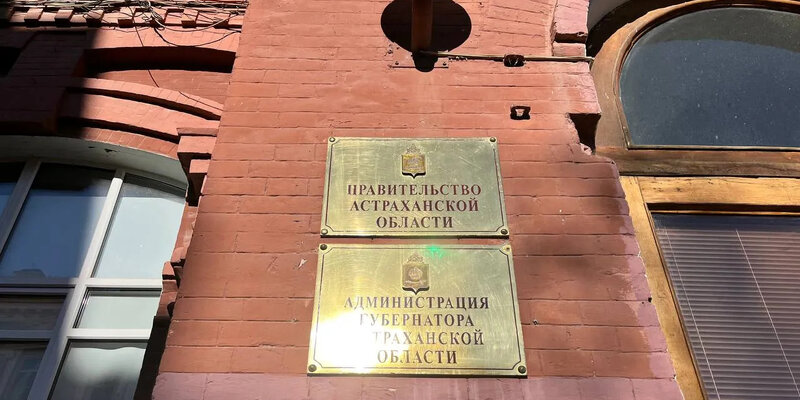 ПРАВИТЕЛЬСТВО
АСТРАХАНСКОЙ
ОБЛАСТИ
АДМИНИСТРАЦИЯ
ГУБЕРНАТОРА
АСТРАХАНСКОЙ
ОБЛАСТИ